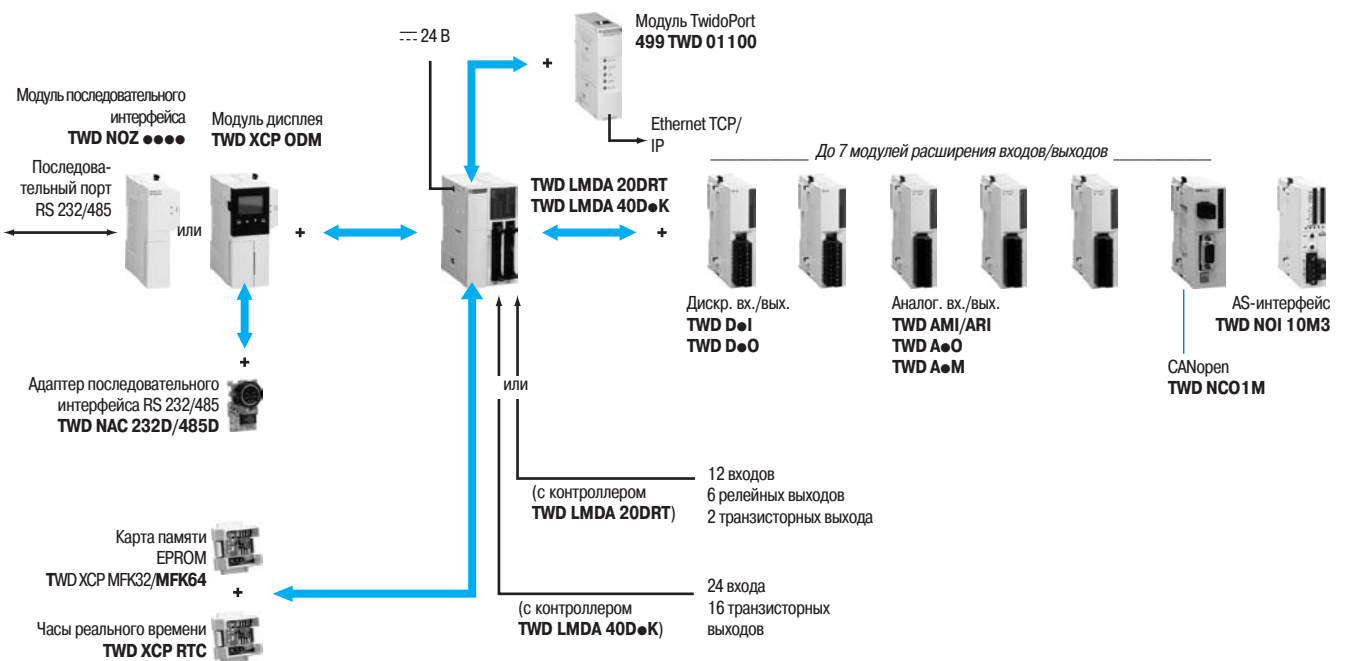 ⎓ 24 В
Модуль TwidoPort
499 TWD 01100
Ethernet TCP/
IP
Модуль последовательного
интерфейса
TWD NOZ ●●●●
Последова-
тельный порт
RS 232/485
или
Модуль дисплея
TWD XCP ODM
+
+
TWD LMDA 20DRT
TWD LMDA 40D●K
+
До 7 модулей расширения входов/выходов
Дискр. вх./вых.
TWD D●I
TWD D●O
Аналог. вх./вых.
TWD AMI/ARI
TWD A●O
TWD A●M
CANopen
TWD NCO1M
AS-интерфейс
TWD NOI 10M3
+
Адаптер последовательного
интерфейса RS 232/485
TWD NAC 232D/485D
или
(с контроллером
TWD LMDA 20DRT)
12 входов
6 релейных выходов
2 транзисторных выхода
Карта памяти
EPROM
TWD XCP MFK32/MFK64
+
Часы реального времени
TWD XCP RTC
(с контроллером
TWD LMDA 40D●K)
24 входа
16 транзисторных
выходов